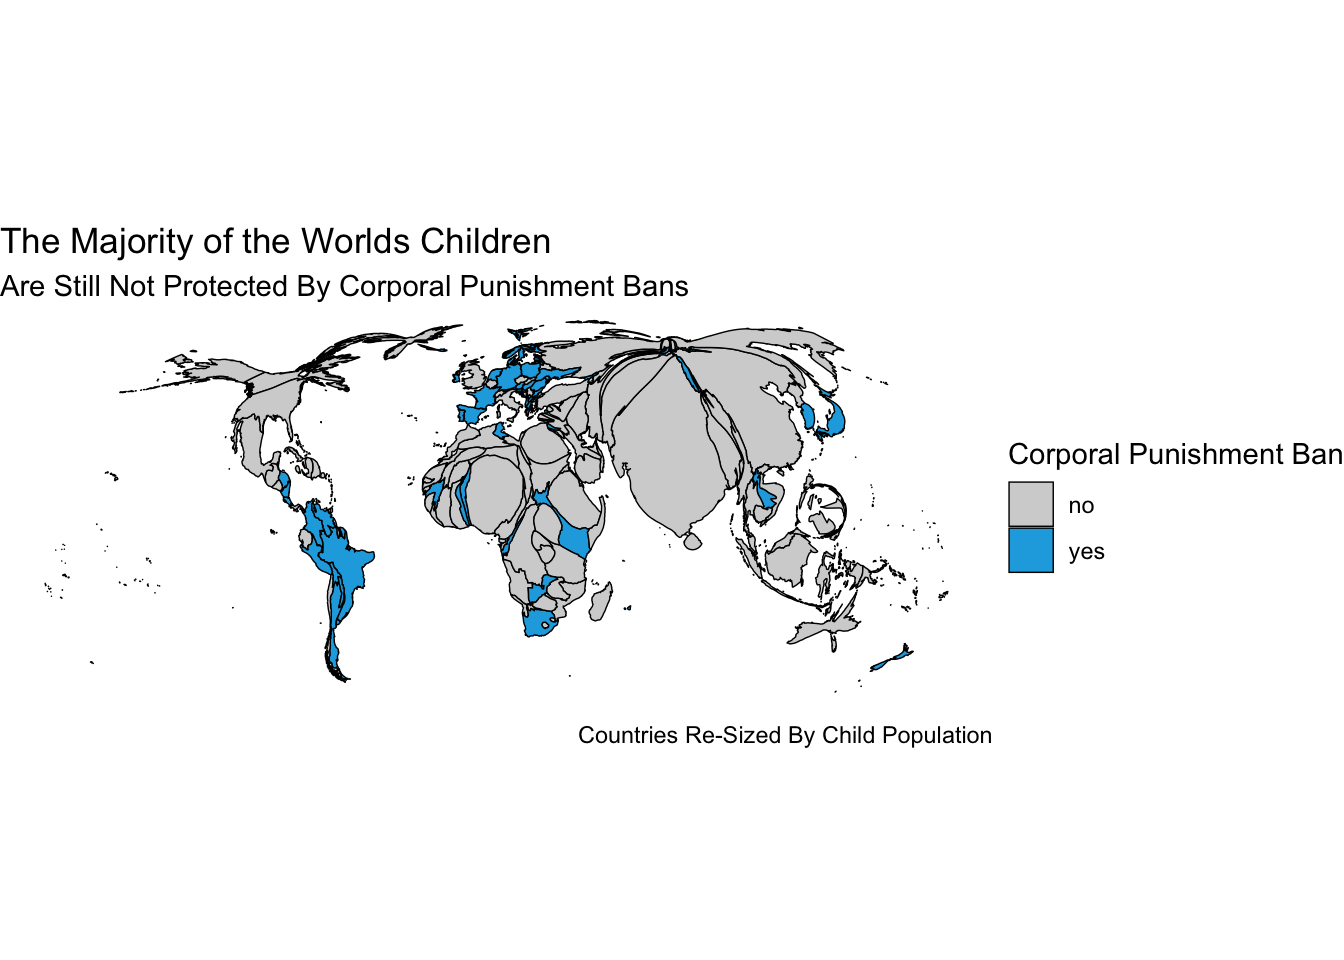 The Majority of the Worlds Children
Are Still Not Protected By Corporal Punishment Bans
Corporal Punishment Ban
no
yes
Countries Re-Sized By Child Population